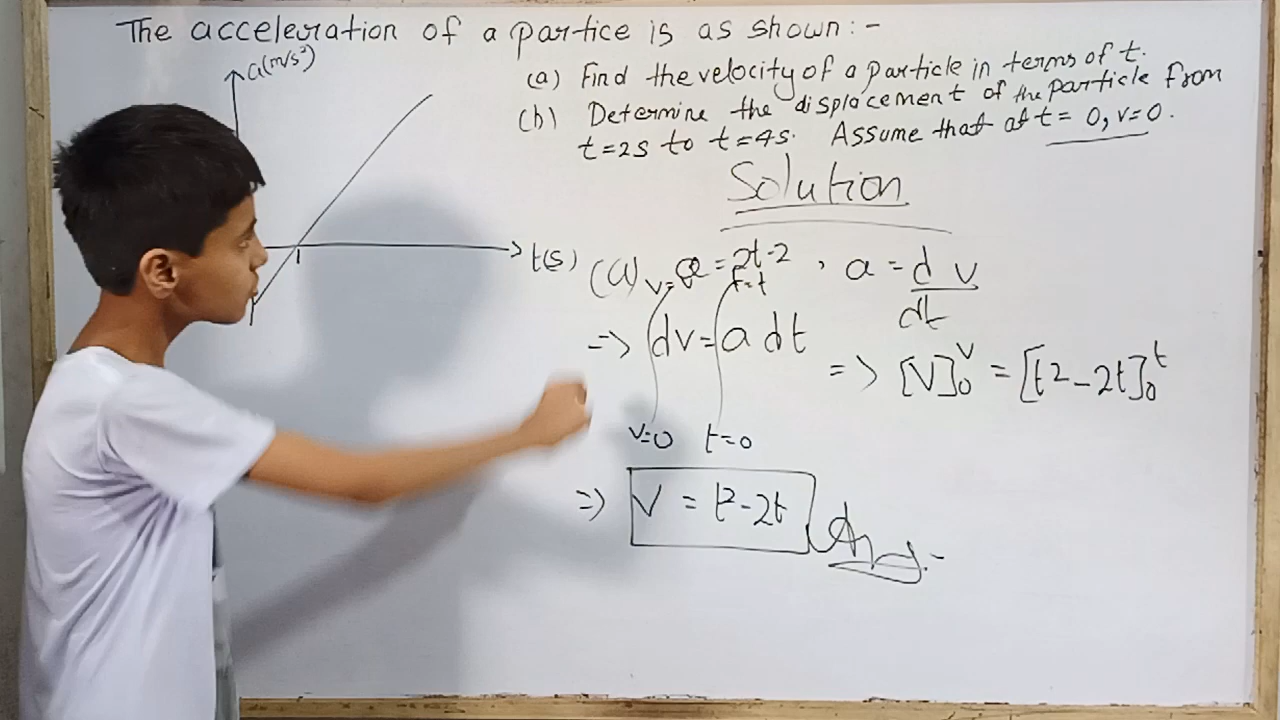 The acceleration of a partice is as shown:-
a(m/s²)
(a) Find the velocity of a particle in terms of t.
(b) Determine the displacement of the particle from
t=2s to t=4s. Assume that at t = 0, v=0.
Solution
1
t(s)
(a) a = 2t-2 , a = dv/dt
v=v t=t
=> ∫dv = ∫a dt
v=0 t=0
=> [V]₀ᵛ = [t²-2t]₀ᵗ
=> V = t²-2t Ans.-